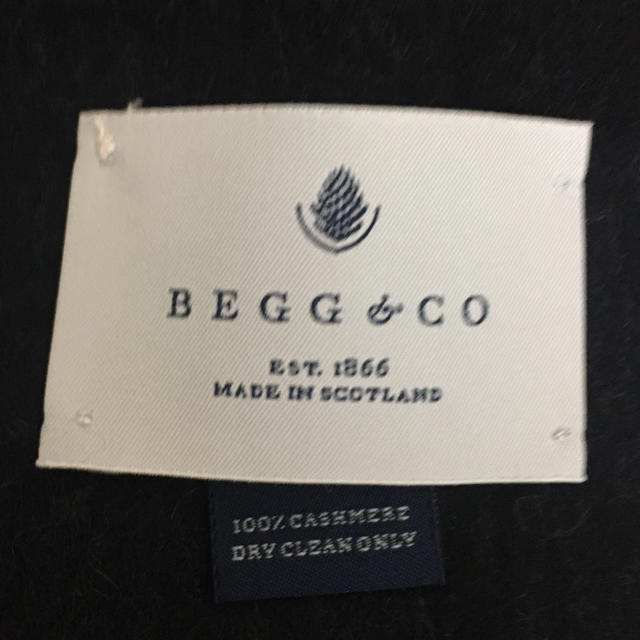 BEGG & CO
EST. 1866
MADE IN SCOTLAND
100% CASHMERE
DRY CLEAN ONLY